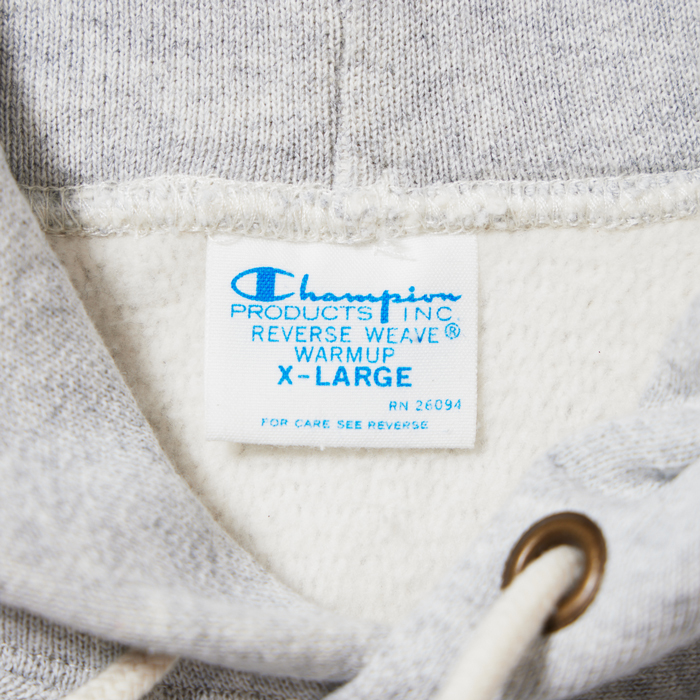 Champion
PRODUCTS INC.
REVERSE WEAVE®
WARMUP
X-LARGE
RN 26094
FOR CARE SEE REVERSE